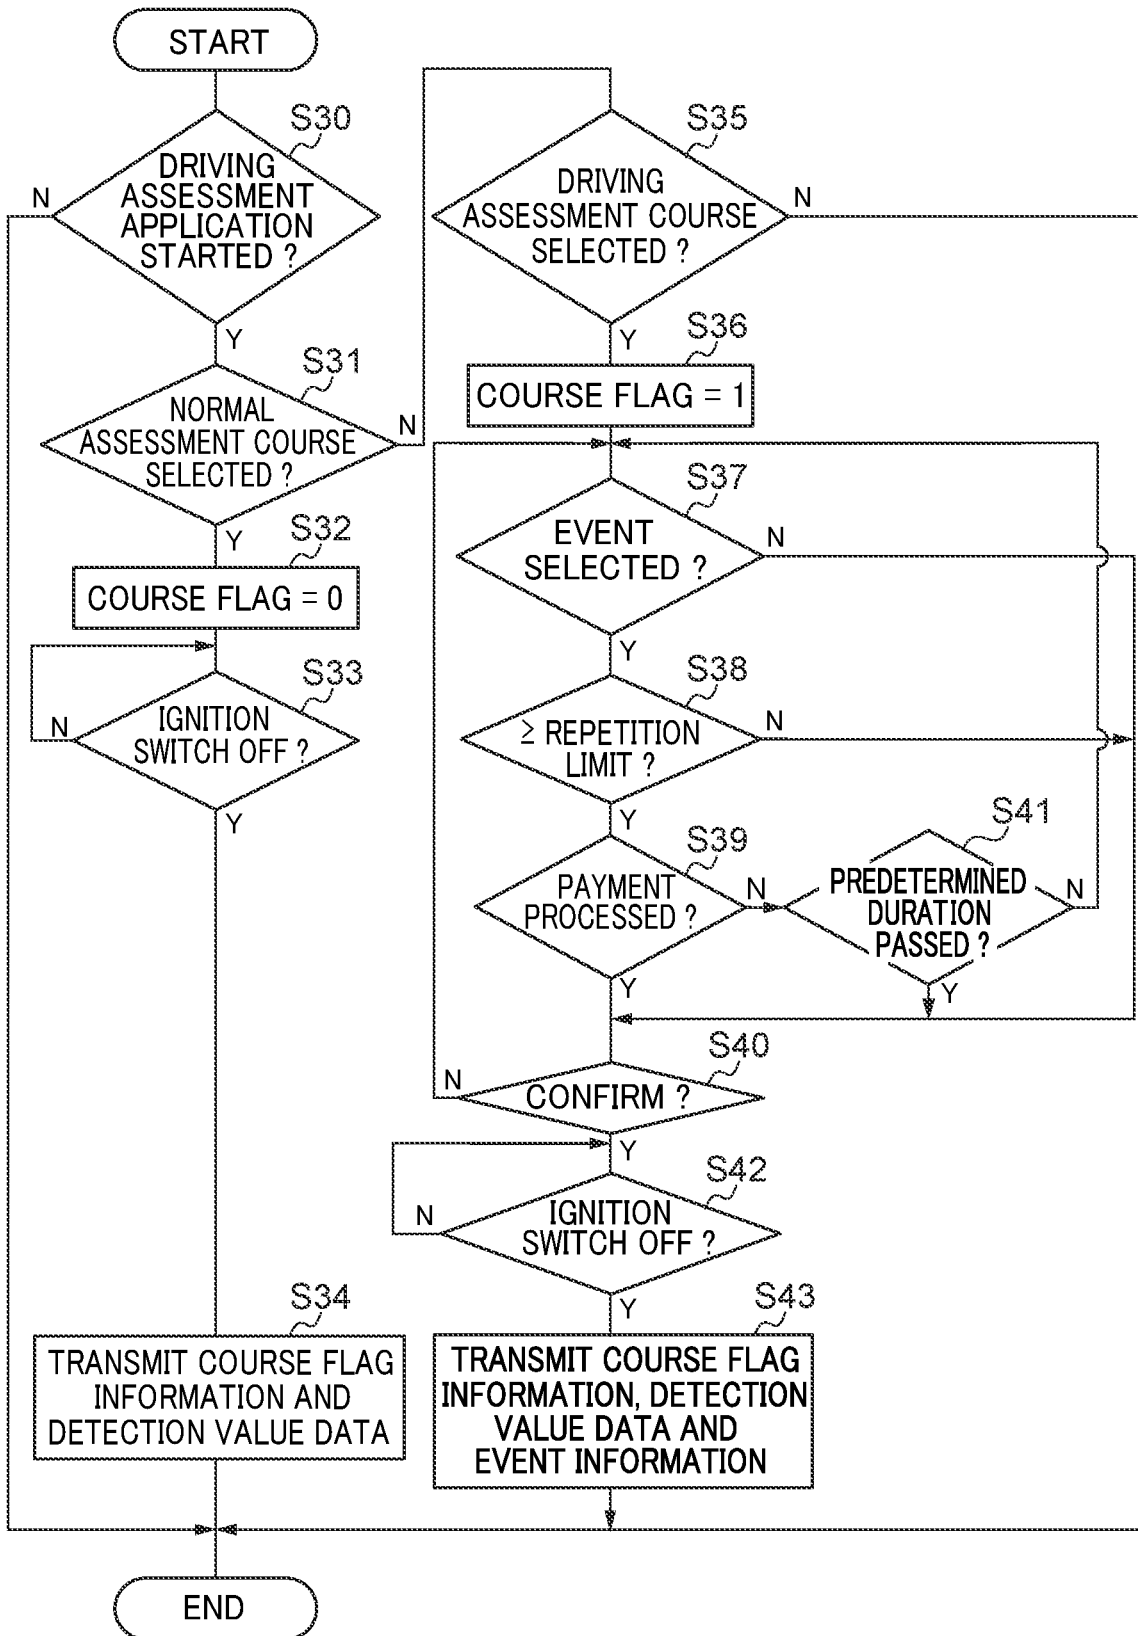 START
S30
DRIVING
ASSESSMENT
APPLICATION
STARTED ?
N
Y
S31
NORMAL
ASSESSMENT COURSE
SELECTED ?
N
Y
S32
COURSE FLAG = 0
S33
IGNITION
SWITCH OFF ?
N
Y
S34
TRANSMIT COURSE FLAG
INFORMATION AND
DETECTION VALUE DATA
S35
DRIVING
ASSESSMENT COURSE
SELECTED ?
N
Y
S36
COURSE FLAG = 1
S37
EVENT
SELECTED ?
N
Y
S38
≥ REPETITION
LIMIT ?
N
Y
S39
PAYMENT
PROCESSED ?
N
Y
S41
PREDETERMINED
DURATION
PASSED ?
N
Y
S40
CONFIRM ?
N
Y
S42
IGNITION
SWITCH OFF ?
N
Y
S43
TRANSMIT COURSE FLAG
INFORMATION, DETECTION
VALUE DATA AND
EVENT INFORMATION
END